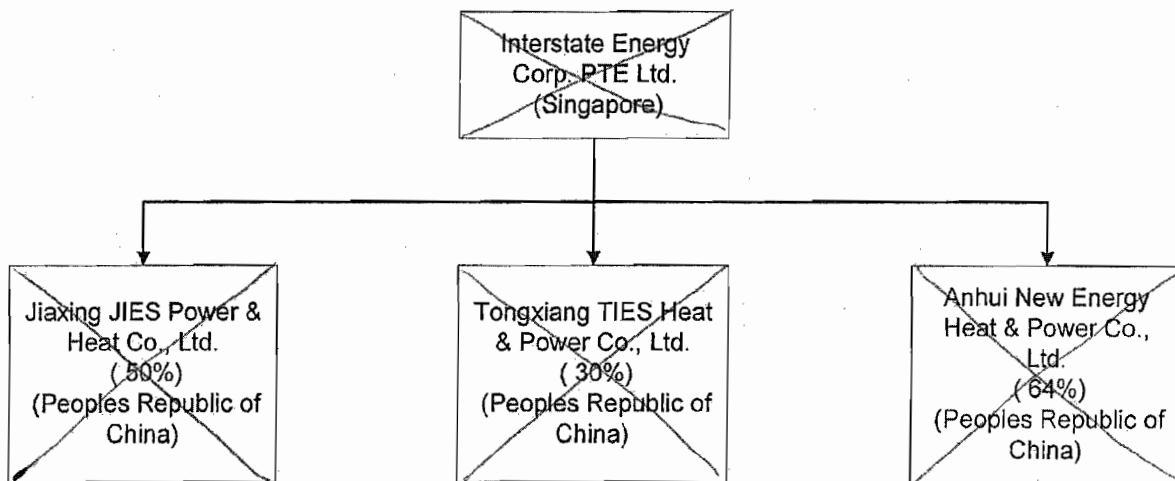 Interstate Energy
Corp. PTE Ltd.
(Singapore)
Jiaxing JIES Power &
Heat Co., Ltd.
( 50%)
(Peoples Republic of
China)
Tongxiang TIES Heat
& Power Co., Ltd.
( 30%)
(Peoples Republic of
China)
Anhui New Energy
Heat & Power Co.,
Ltd.
( 64%)
(Peoples Republic of
China)